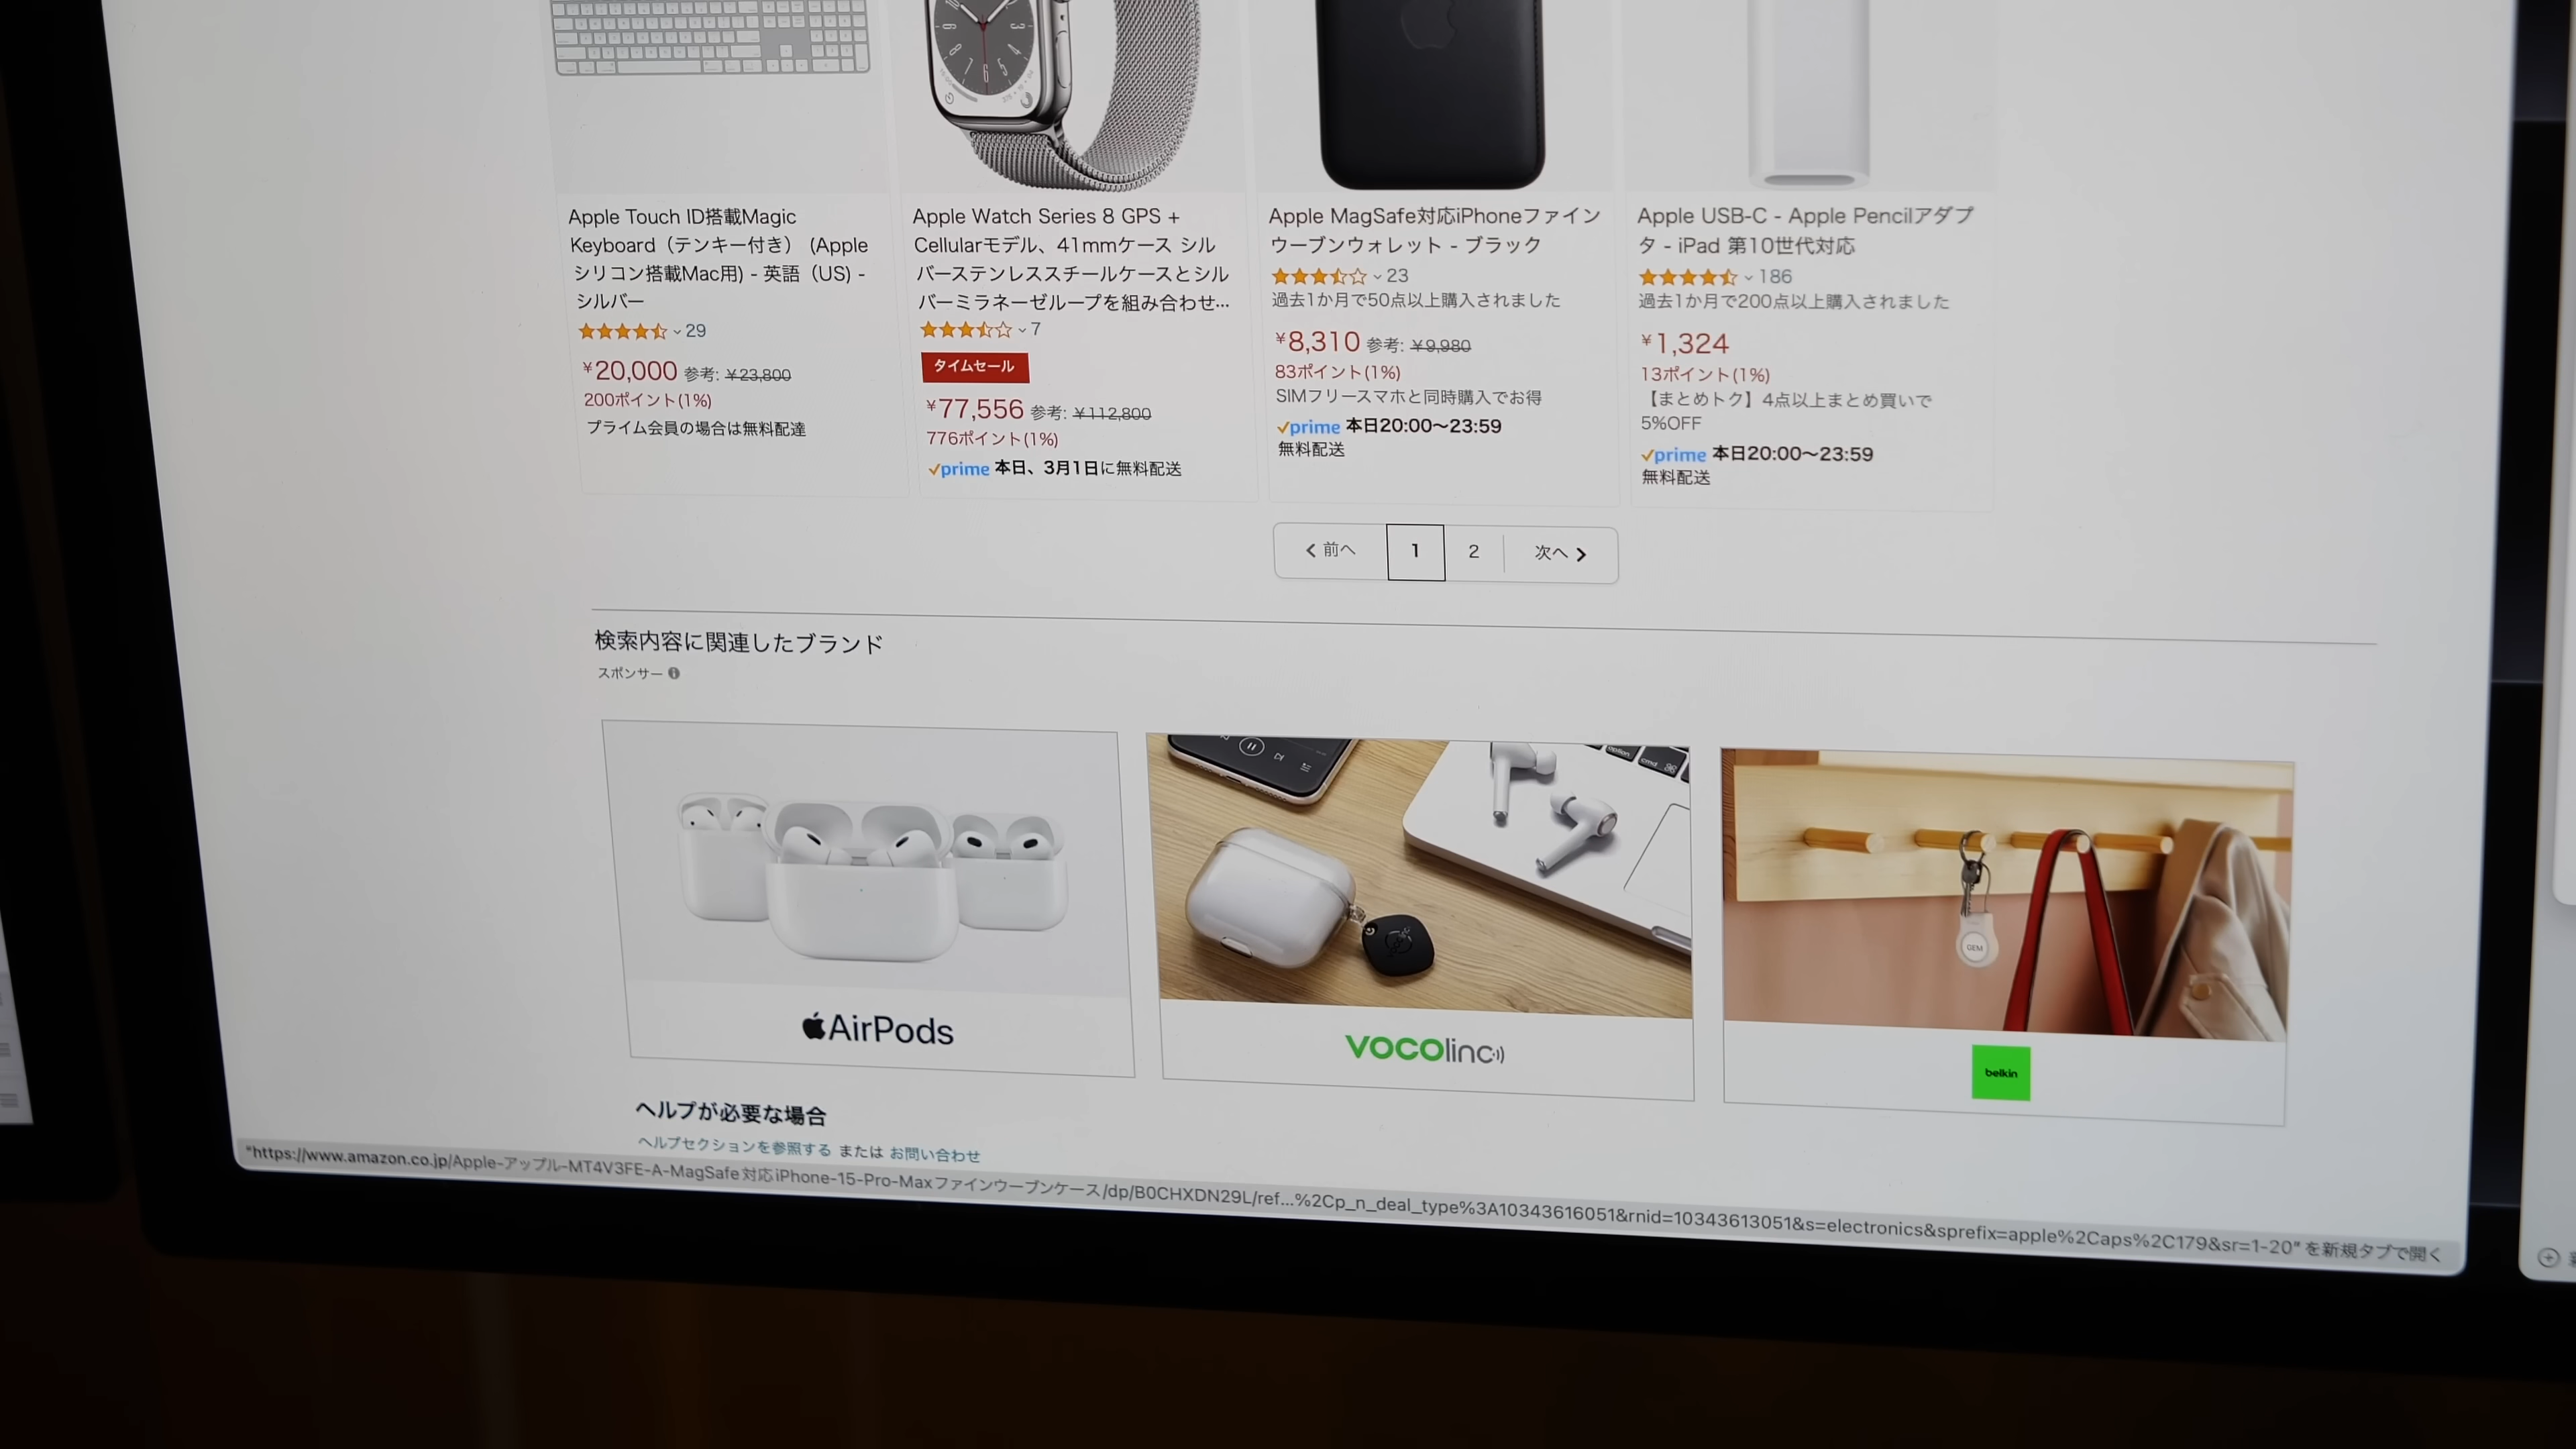 Apple Touch ID搭載Magic
Keyboard（テンキー付き） (Apple
シリコン搭載Mac用) - 英語（US) -
シルバー
29
¥20,000 参考: ¥23,800
200ポイント(1%)
プライム会員の場合は無料配達
Apple Watch Series 8 GPS +
Cellularモデル、41mmケース シル
バーステンレススチールケースとシル
バーミラネーゼループを組み合わせ...
7
タイムセール
¥77,556 参考: ¥112,800
776ポイント(1%)
prime 本日、3月1日に無料配送
Apple MagSafe対応iPhoneファイン
ウーブンウォレット - ブラック
23
過去1か月で50点以上購入されました
¥8,310 参考: ¥9,980
83ポイント(1%)
SIMフリースマホと同時購入でお得
prime 本日20:00〜23:59
無料配送
Apple USB-C - Apple Pencilアダプ
タ - iPad 第10世代対応
186
過去1か月で200点以上購入されました
¥1,324
13ポイント(1%)
【まとめトク】4点以上まとめ買いで
5%OFF
prime 本日20:00〜23:59
無料配送
前へ 1 2 次へ
検索内容に関連したブランド
スポンサー
AirPods
option
cmd
VOCOlinc
OEM
belkin
ヘルプが必要な場合
ヘルプセクションを参照する または お問い合わせ
"https://www.amazon.co.jp/Apple-アップル-MT4V3FE-A-MagSafe対応iPhone-15-Pro-Maxファインウーブンケース/dp/B0CHXDN29L/ref...%2Cp_n_deal_type%3A10343616051&rnid=10343613051&s=electronics&sprefix=apple%2Caps%2C179&sr=1-20" を新規タブで開く